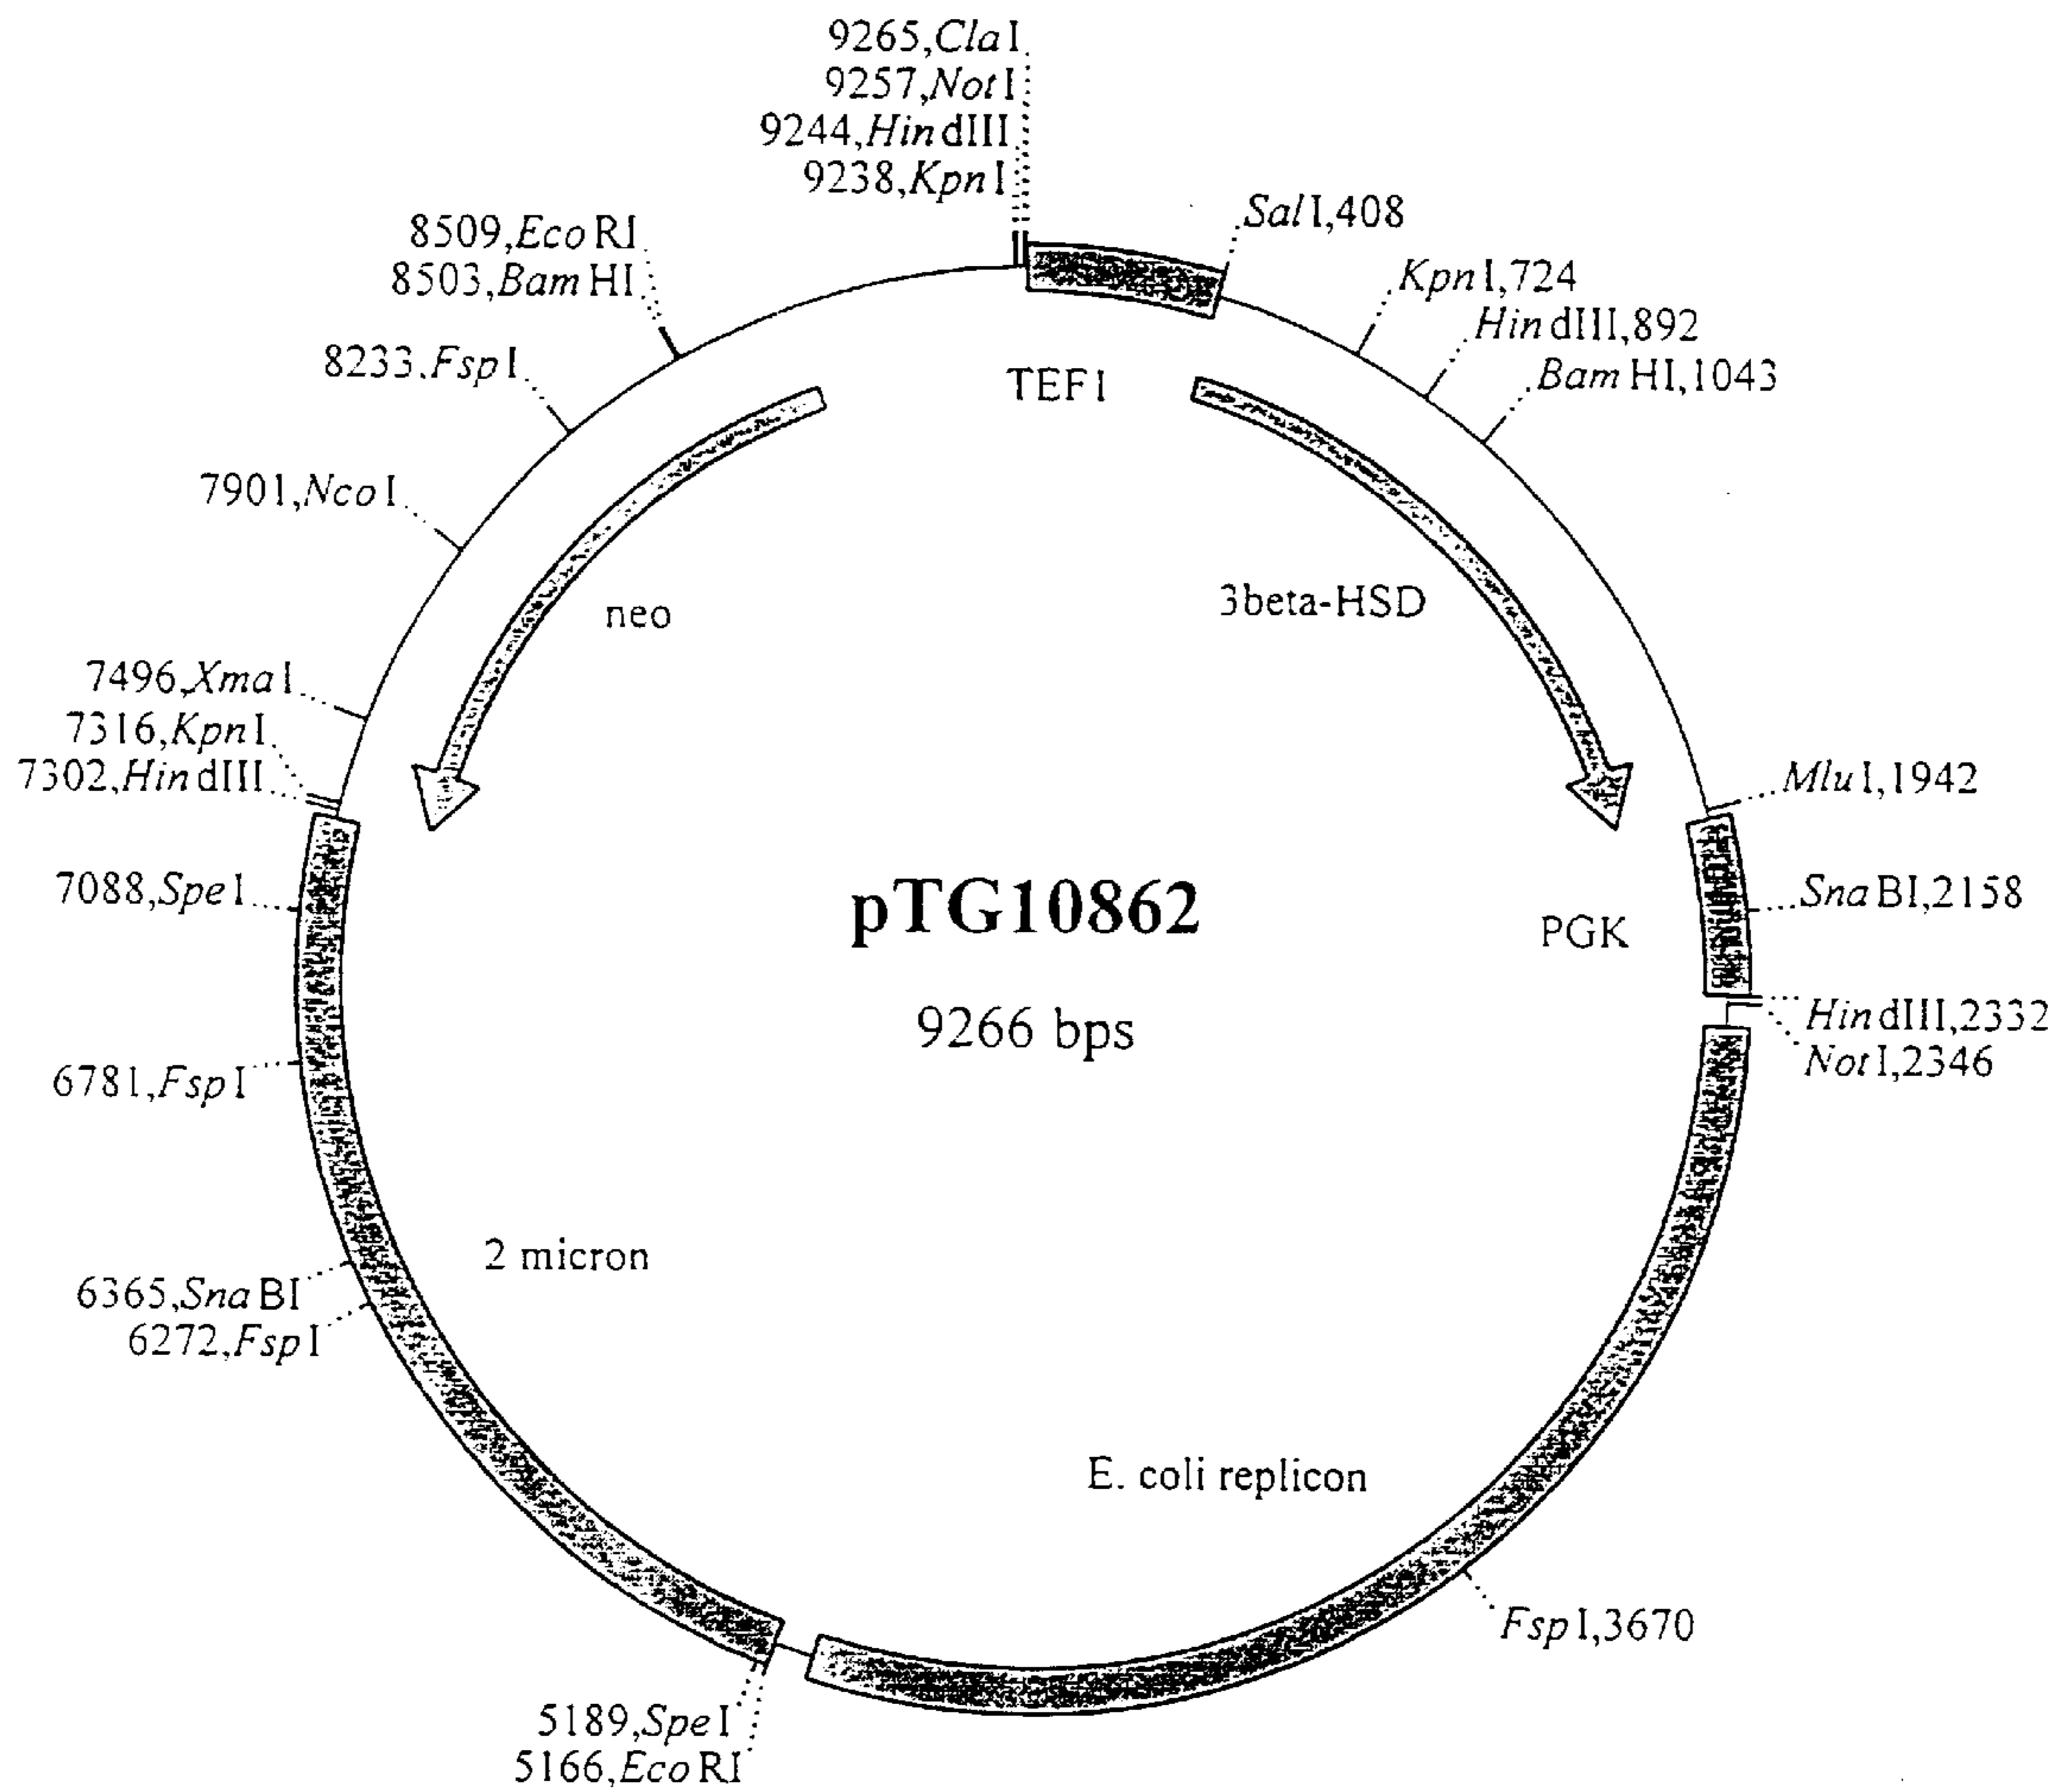 9265,ClaI
9257,NotI
9244,HindIII
9238,KpnI
SalI,408
8509,EcoRI
8503,BamHI
KpnI,724
HindIII,892
BamHI,1043
8233.FspI
TEF1
7901,NcoI
neo
3beta-HSD
7496,XmaI
7316,KpnI
7302,HindIII
MluI,1942
7088,SpeI
pTG10862
SnaBI,2158
PGK
9266 bps
HindIII,2332
NotI,2346
6781,FspI
2 micron
6365,SnaBI
6272,FspI
E. coli replicon
FspI,3670
5189,SpeI
5166,EcoRI